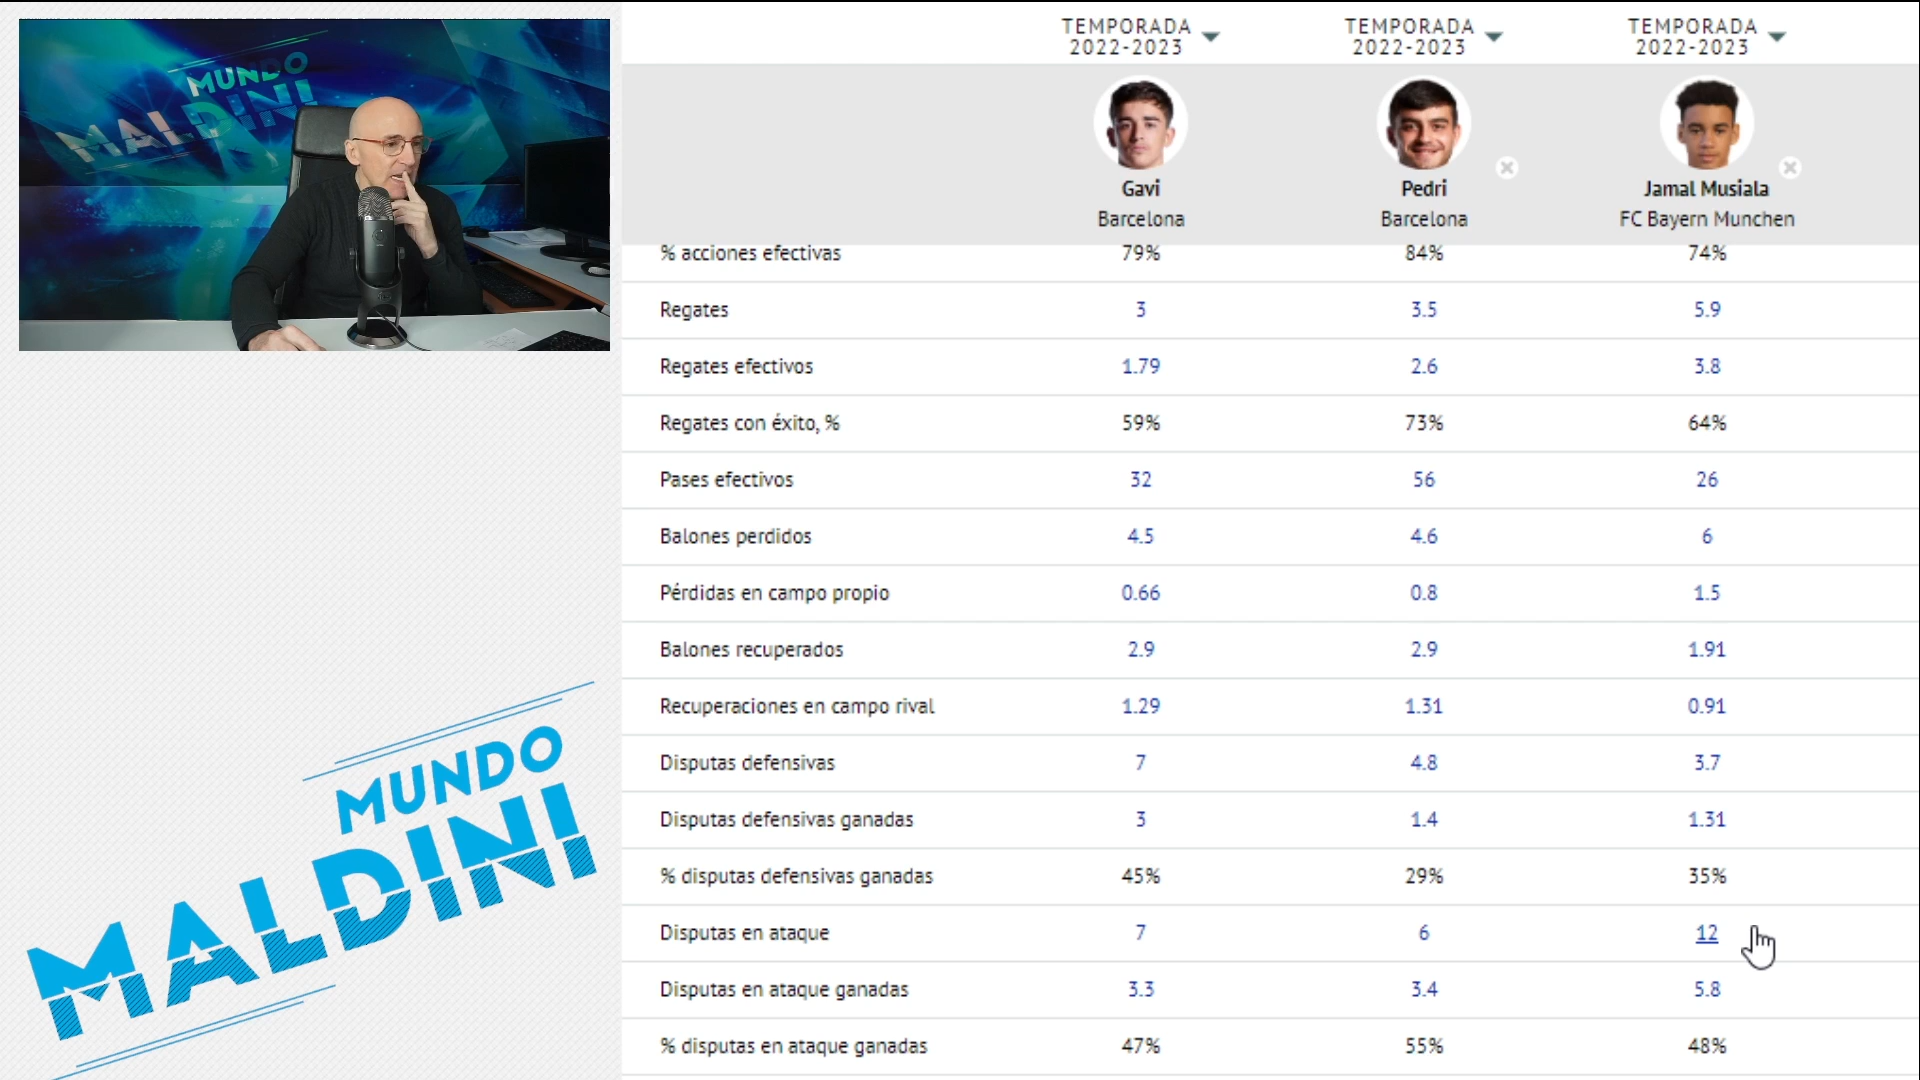 MUNDO
MALDINI
TEMPORADA 2022-2023 TEMPORADA 2022-2023 TEMPORADA 2022-2023
Gavi Pedri Jamal Musiala
Barcelona Barcelona FC Bayern Munchen
% acciones efectivas 79% 84% 74%
Regates 3 3.5 5.9
Regates efectivos 1.79 2.6 3.8
Regates con éxito, % 59% 73% 64%
Pases efectivos 32 56 26
Balones perdidos 4.5 4.6 6
Pérdidas en campo propio 0.66 0.8 1.5
Balones recuperados 2.9 2.9 1.91
Recuperaciones en campo rival 1.29 1.31 0.91
Disputas defensivas 7 4.8 3.7
Disputas defensivas ganadas 3 1.4 1.31
% disputas defensivas ganadas 45% 29% 35%
Disputas en ataque 7 6 12
Disputas en ataque ganadas 3.3 3.4 5.8
% disputas en ataque ganadas 47% 55% 48%
MUNDO
MALDINI